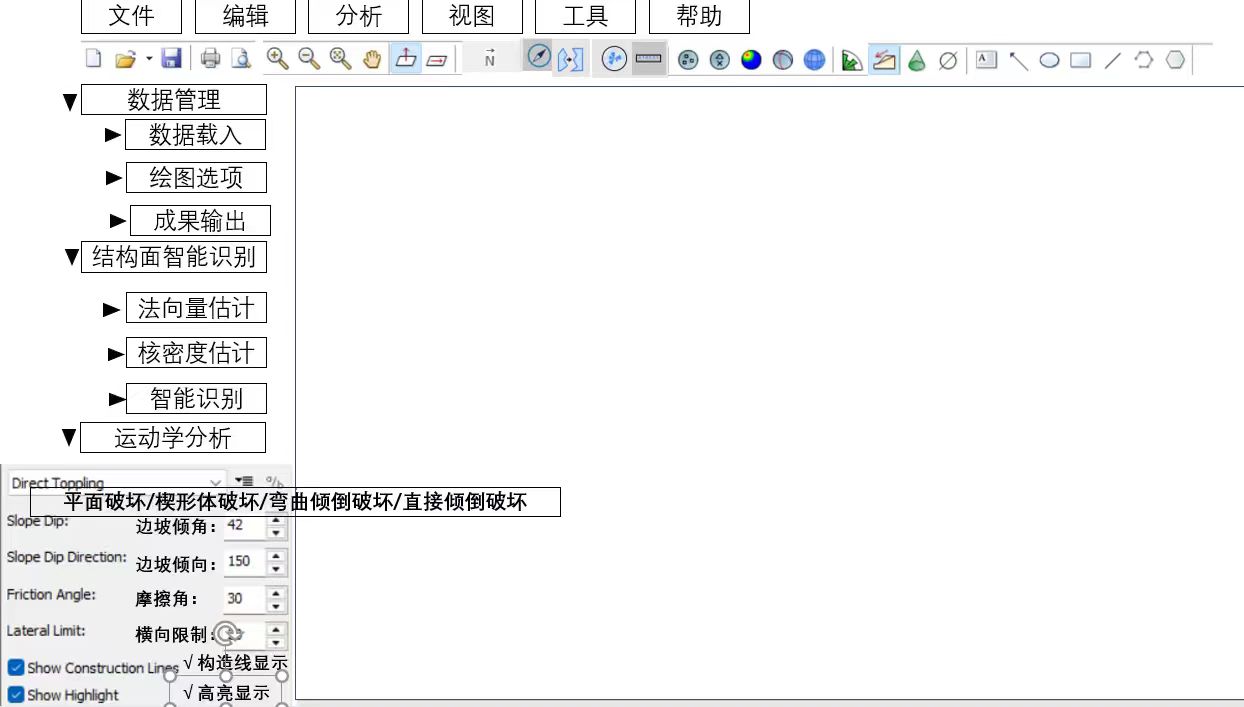 文件 编辑 分析 视图 工具 帮助
N
A
数据管理
数据载入
绘图选项
成果输出
结构面智能识别
法向量估计
核密度估计
智能识别
运动学分析
Direct Toppling
平面破坏/楔形体破坏/弯曲倾倒破坏/直接倾倒破坏
Slope Dip: 边坡倾角: 42
Slope Dip Direction: 边坡倾向: 150
Friction Angle: 摩擦角: 30
Lateral Limit: 横向限制:
Show Construction Lines √ 构造线显示
Show Highlight √ 高亮显示